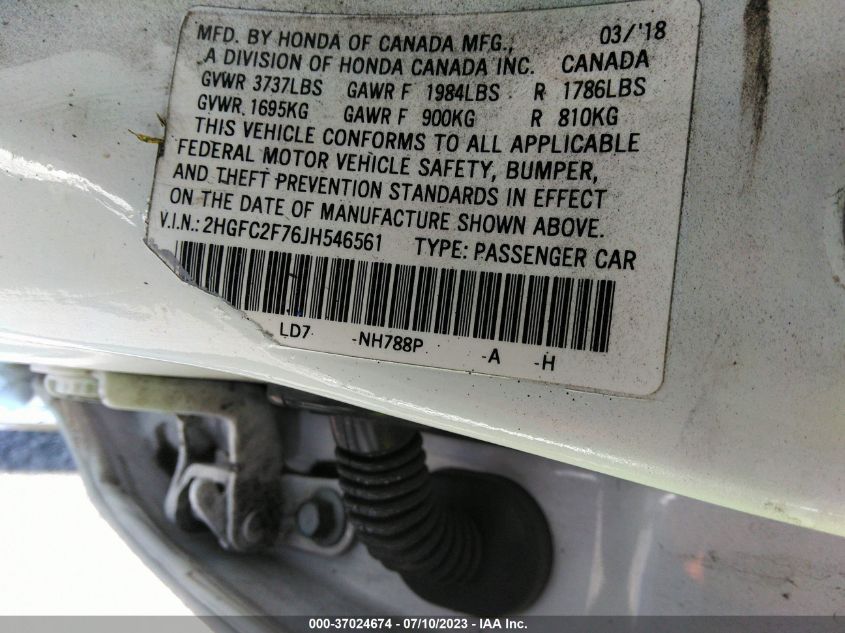 MFD. BY HONDA OF CANADA MFG., 03/'18
A DIVISION OF HONDA CANADA INC. CANADA
GVWR 3737LBS GAWR F 1984LBS R 1786LBS
GVWR 1695KG GAWR F 900KG R 810KG
THIS VEHICLE CONFORMS TO ALL APPLICABLE
FEDERAL MOTOR VEHICLE SAFETY, BUMPER,
AND THEFT PREVENTION STANDARDS IN EFFECT
ON THE DATE OF MANUFACTURE SHOWN ABOVE.
V.I.N.: 2HGFC2F76JH546561 TYPE: PASSENGER CAR
LD7 -NH788P -A -H
000-37024674 - 07/10/2023 - IAA Inc.